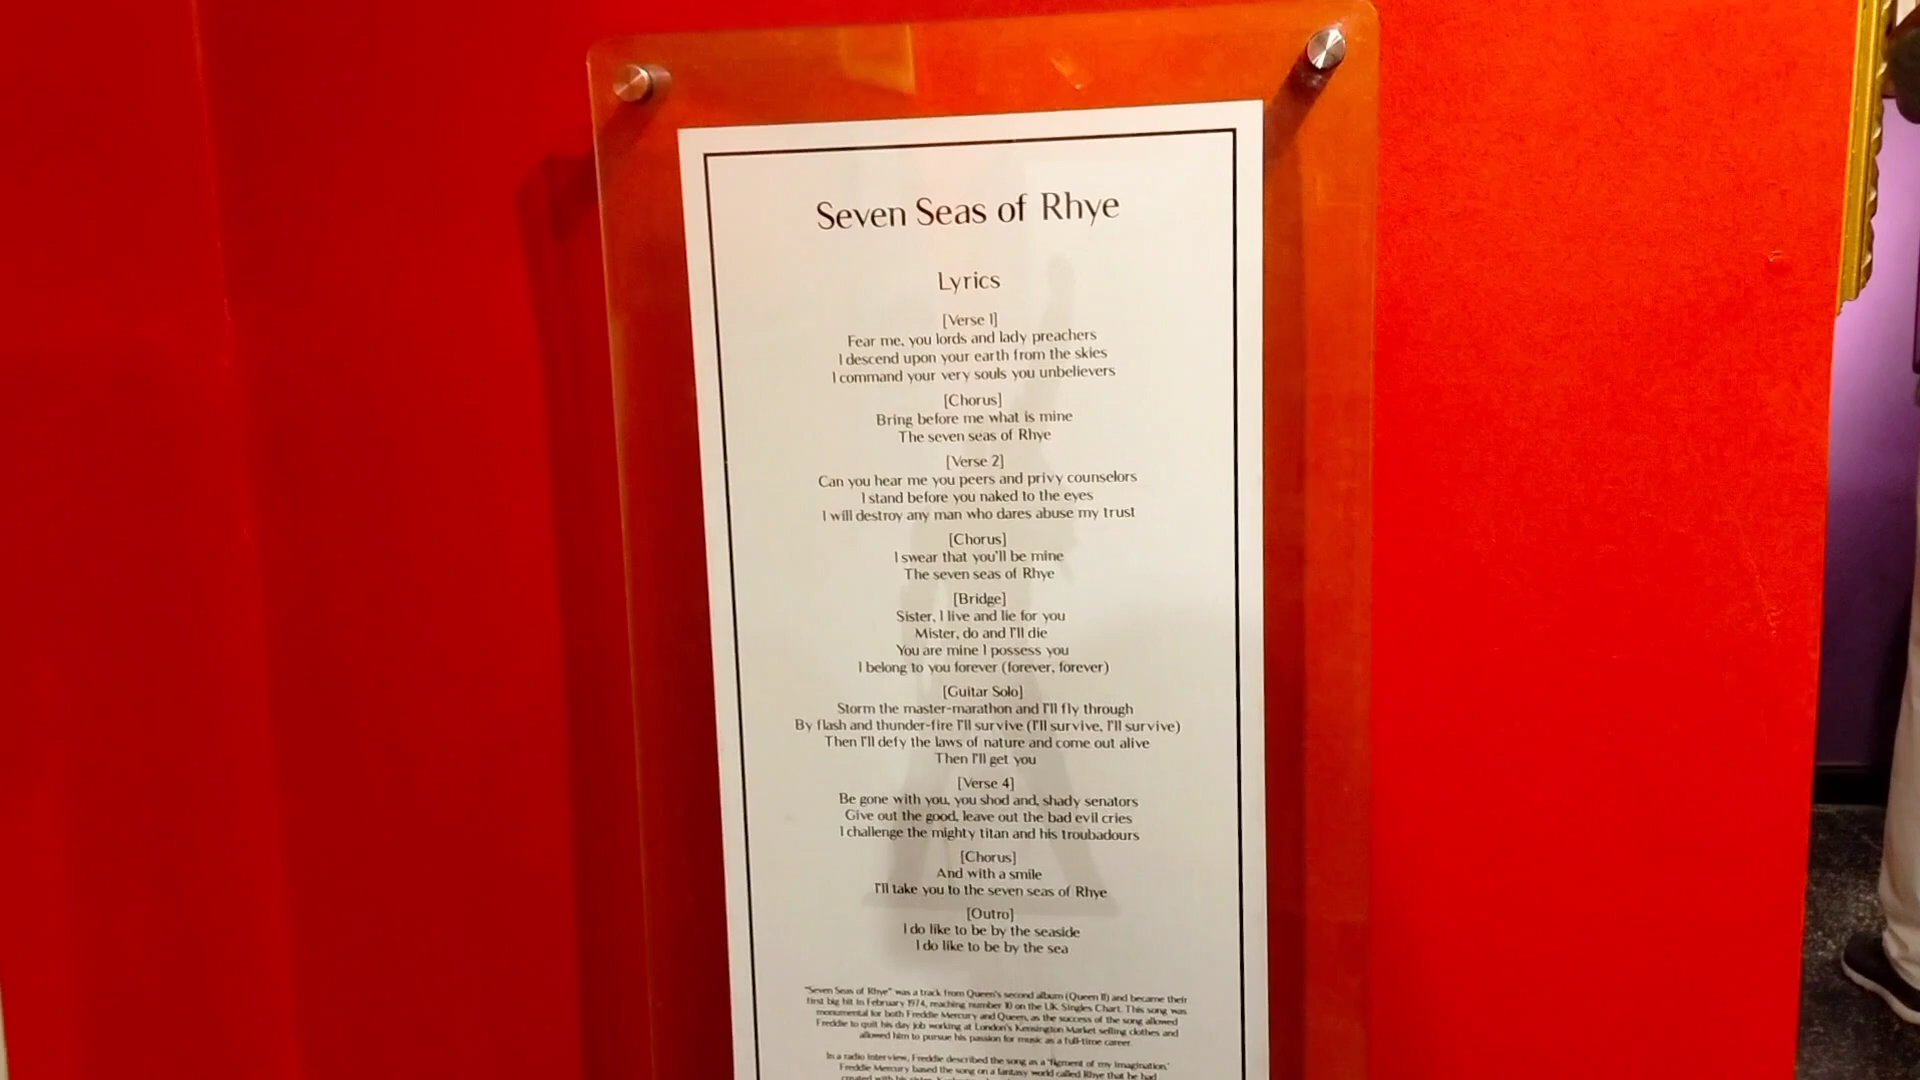 Seven Seas of Rhye
Lyrics
[Verse 1]
Fear me, you lords and lady preachers
I descend upon your earth from the skies
I command your very souls you unbelievers
[Chorus]
Bring before me what is mine
The seven seas of Rhye
[Verse 2]
Can you hear me you peers and privy counselors
I stand before you naked to the eyes
I will destroy any man who dares abuse my trust
[Chorus]
I swear that you'll be mine
The seven seas of Rhye
[Bridge]
Sister, I live and lie for you
Mister, do and I'll die
You are mine I possess you
I belong to you forever (forever, forever)
[Guitar Solo]
Storm the master-marathon and I'll fly through
By flash and thunder-fire I'll survive (I'll survive, I'll survive)
Then I'll defy the laws of nature and come out alive
Then I'll get you
[Verse 4]
Be gone with you, you shod and, shady senators
Give out the good, leave out the bad evil cries
I challenge the mighty titan and his troubadours
[Chorus]
And with a smile
I'll take you to the seven seas of Rhye
[Outro]
I do like to be by the seaside
I do like to be by the sea
"Seven Seas of Rhye" was a track from Queen's second album (Queen II) and became their
first big hit in February 1974, reaching number 10 on the UK Singles Chart. This song was
monumental for both Freddie Mercury and Queen, as the success of the song allowed
Freddie to quit his day job working at London's Kensington Market selling clothes and
allowed him to pursue his passion for music as a full-time career.
In a radio interview, Freddie described the song as a "figment of my imagination."
Freddie Mercury based the song on a fantasy world called Rhye that he had
created with his sister,